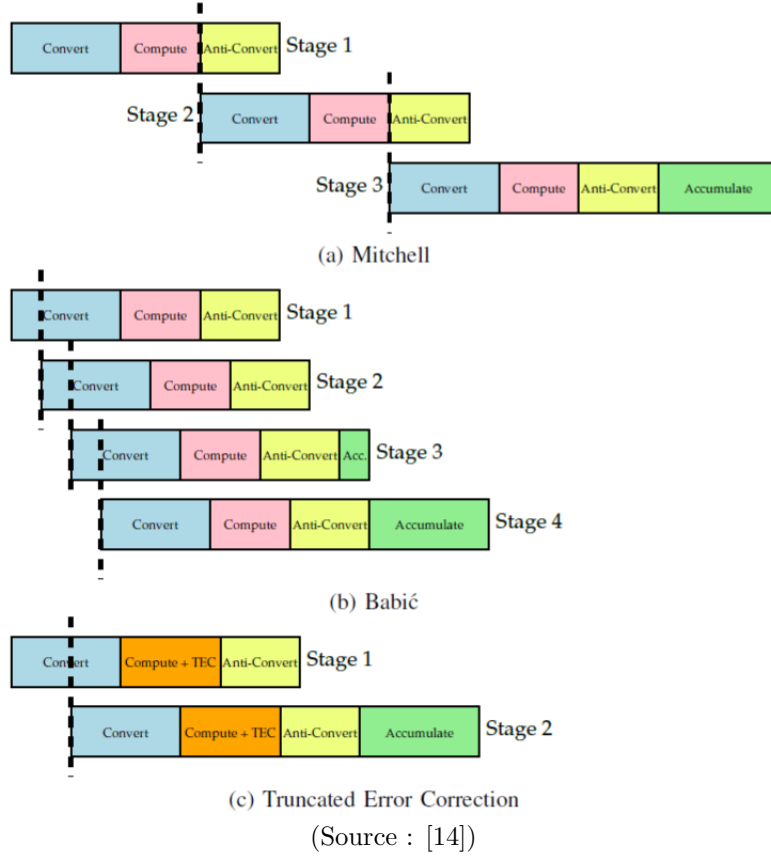 Convert Compute Anti-Convert Stage 1
Stage 2 Convert Compute Anti-Convert
Stage 3 Convert Compute Anti-Convert Accumulate
(a) Mitchell
Convert Compute Anti-Convert Stage 1
Convert Compute Anti-Convert Stage 2
Convert Compute Anti-Convert Acc. Stage 3
Convert Compute Anti-Convert Accumulate Stage 4
(b) Babić
Convert Compute + TEC Anti-Convert Stage 1
Convert Compute + TEC Anti-Convert Accumulate Stage 2
(c) Truncated Error Correction
(Source : [14])